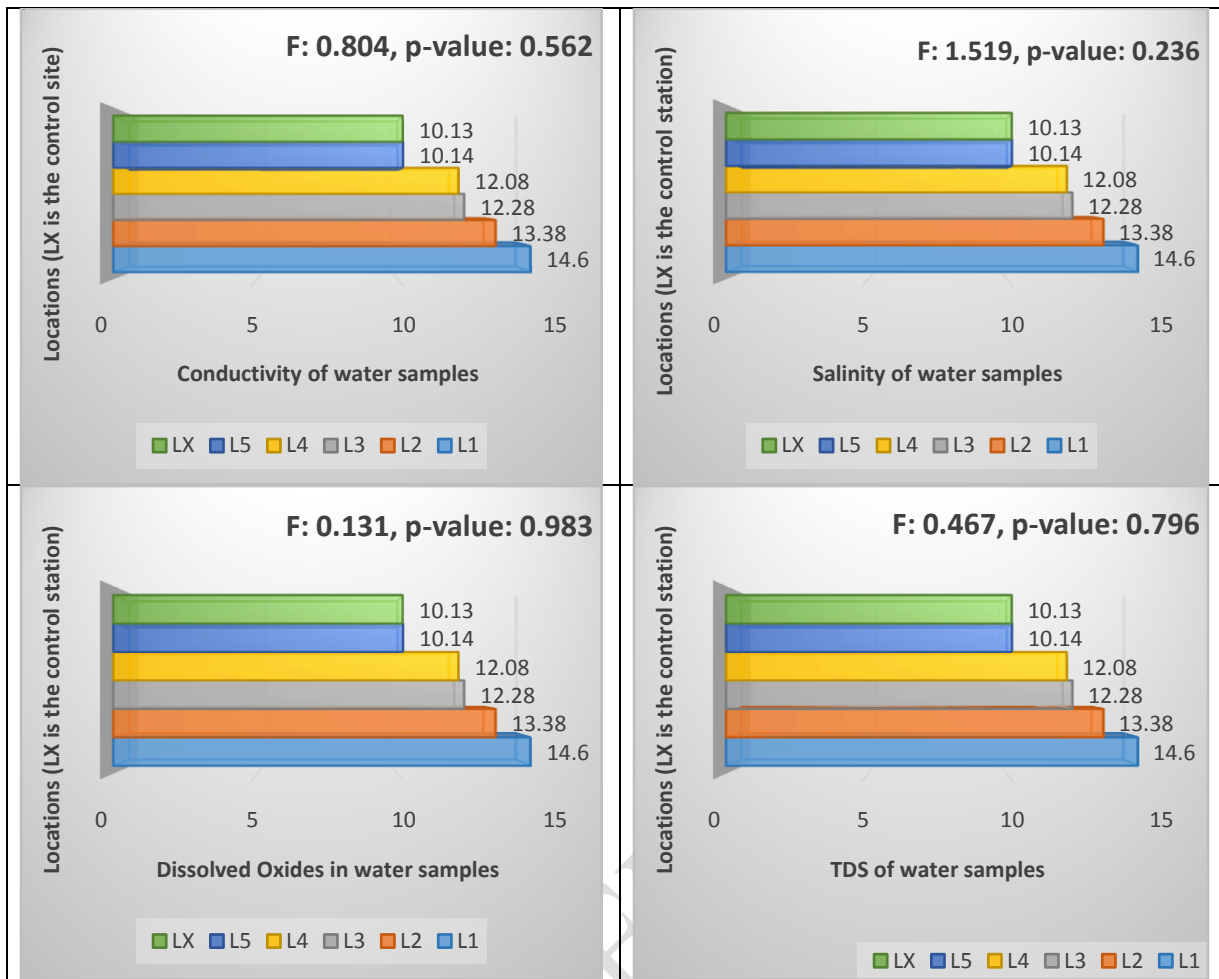 F: 0.804, p-value: 0.562
Locations (LX is the control site)
10.13
10.14
12.08
12.28
13.38
14.6
0 5 10 15
Conductivity of water samples
LX L5 L4 L3 L2 L1
F: 1.519, p-value: 0.236
Locations (LX is the control station)
10.13
10.14
12.08
12.28
13.38
14.6
0 5 10 15
Salinity of water samples
LX L5 L4 L3 L2 L1
F: 0.131, p-value: 0.983
Locations (LX is the control station)
10.13
10.14
12.08
12.28
13.38
14.6
0 5 10 15
Dissolved Oxides in water samples
LX L5 L4 L3 L2 L1
F: 0.467, p-value: 0.796
Locations (LX is the control station)
10.13
10.14
12.08
12.28
13.38
14.6
0 5 10 15
TDS of water samples
LX L5 L4 L3 L2 L1